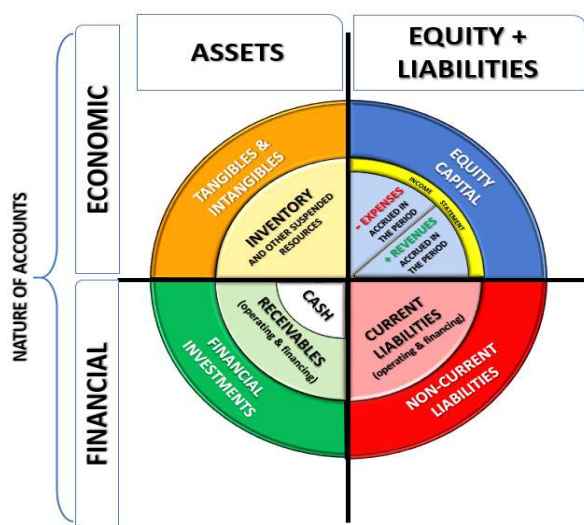 ASSETS
EQUITY +
LIABILITIES
NATURE OF ACCOUNTS
ECONOMIC
FINANCIAL
TANGIBLES &
INTANGIBLES
INVENTORY
AND OTHER SUSPENDED
RESOURCES
EQUITY
CAPITAL
INCOME STATEMENT
- EXPENSES
ACCRUED IN
THE PERIOD
+ REVENUES
ACCRUED IN
THE PERIOD
CASH
RECEIVABLES
(operating & financing)
FINANCIAL
INVESTMENTS
CURRENT
LIABILITIES
(operating & financing)
NON-CURRENT
LIABILITIES